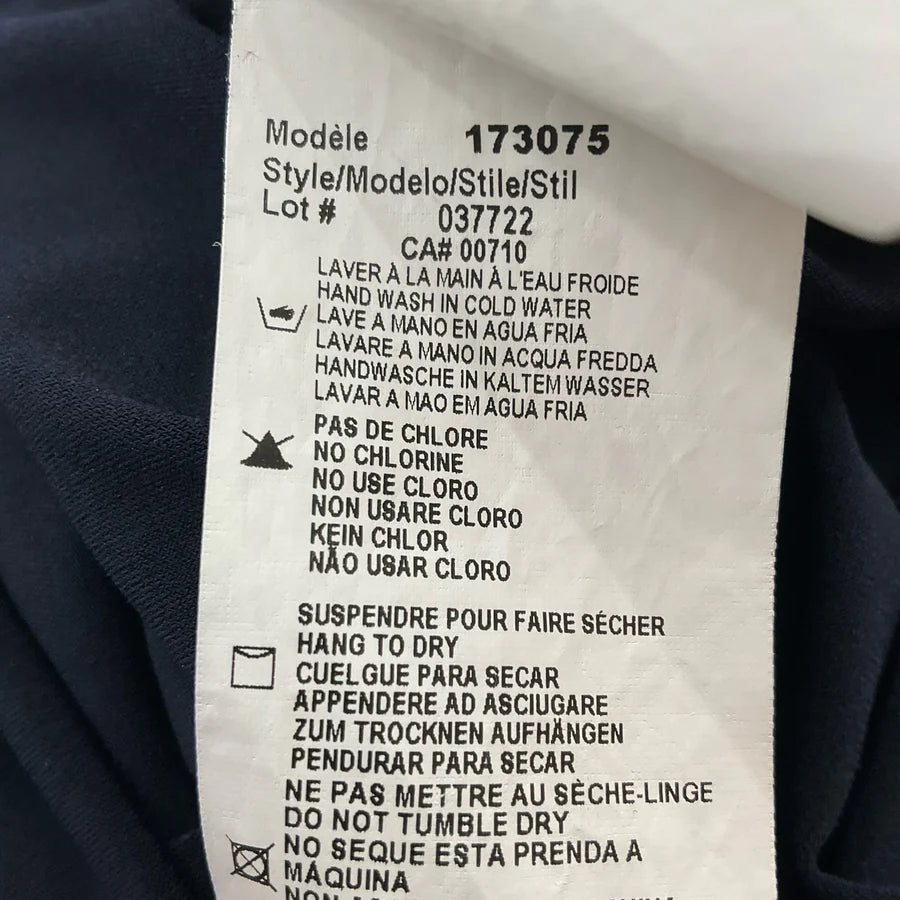 Modèle 173075
Style/Modelo/Stile/Stil
Lot # 037722
CA# 00710
LAVER À LA MAIN À L'EAU FROIDE
HAND WASH IN COLD WATER
LAVE A MANO EN AGUA FRIA
LAVARE A MANO IN ACQUA FREDDA
HANDWASCHE IN KALTEM WASSER
LAVAR A MAO EM AGUA FRIA
PAS DE CHLORE
NO CHLORINE
NO USE CLORO
NON USARE CLORO
KEIN CHLOR
NÃO USAR CLORO
SUSPENDRE POUR FAIRE SÉCHER
HANG TO DRY
CUELGUE PARA SECAR
APPENDERE AD ASCIUGARE
ZUM TROCKNEN AUFHÄNGEN
PENDURAR PARA SECAR
NE PAS METTRE AU SÈCHE-LINGE
DO NOT TUMBLE DRY
NO SEQUE ESTA PRENDA A
MÁQUINA